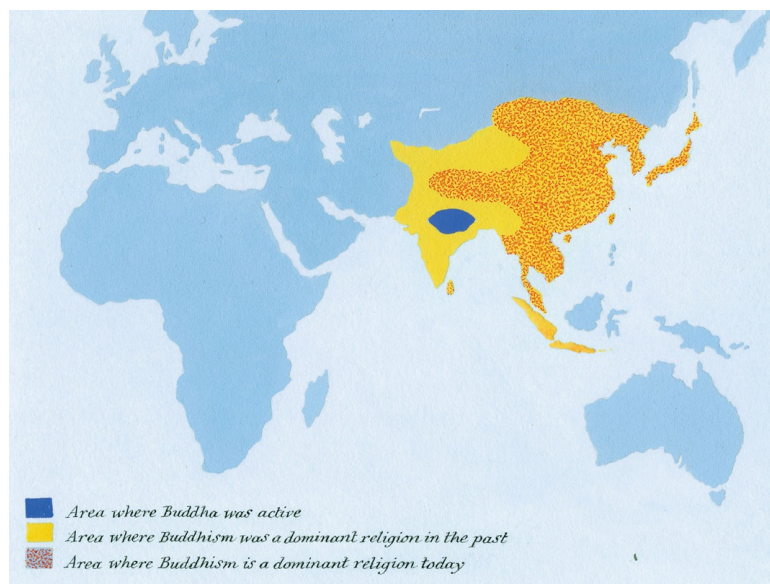 Area where Buddha was active
Area where Buddhism was a dominant religion in the past
Area where Buddhism is a dominant religion today